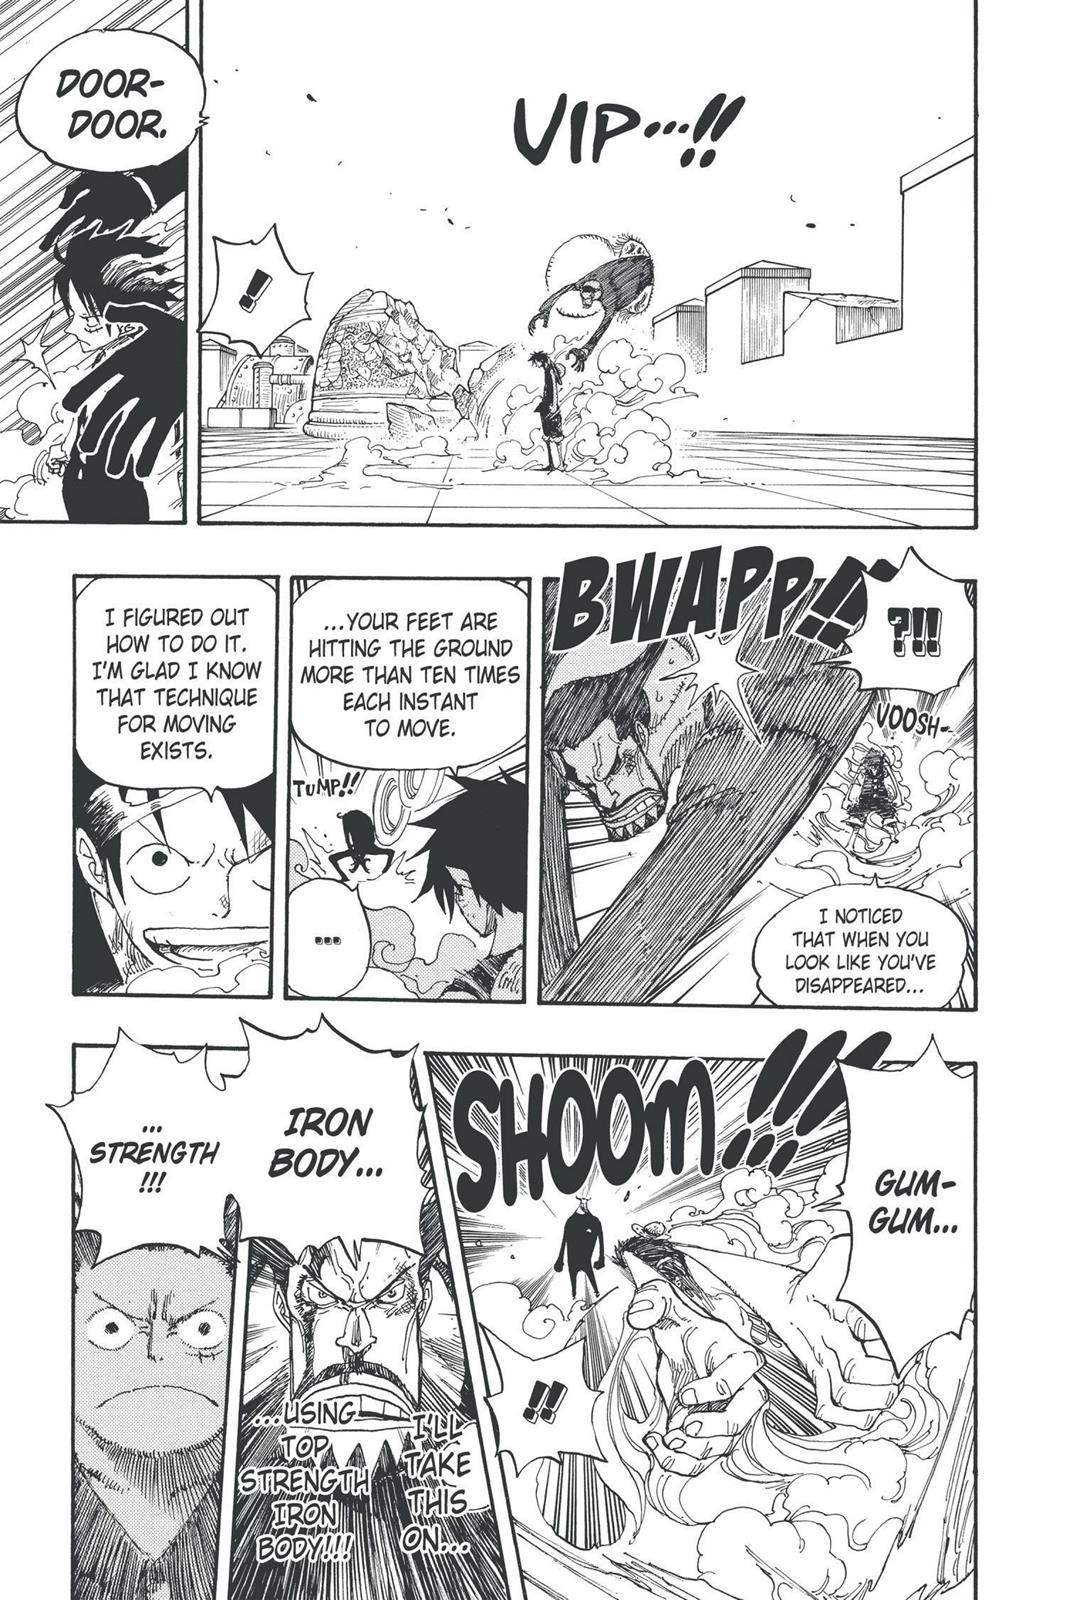 VIP...!!
!!
DOOR-
DOOR.
BWAPP!!
?!!
VOOSH-
I NOTICED
THAT WHEN YOU
LOOK LIKE YOU'VE
DISAPPEARED...
...YOUR FEET ARE
HITTING THE GROUND
MORE THAN TEN TIMES
EACH INSTANT
TO MOVE.
TUMP!!
...
I FIGURED OUT
HOW TO DO IT.
I'M GLAD I KNOW
THAT TECHNIQUE
FOR MOVING
EXISTS.
GUM-
GUM...
SHOOM!!!
!!
IRON
BODY...
I'LL
TAKE
THIS
ON...
...USING
TOP
STRENGTH
IRON
BODY!!!
...
STRENGTH
!!!